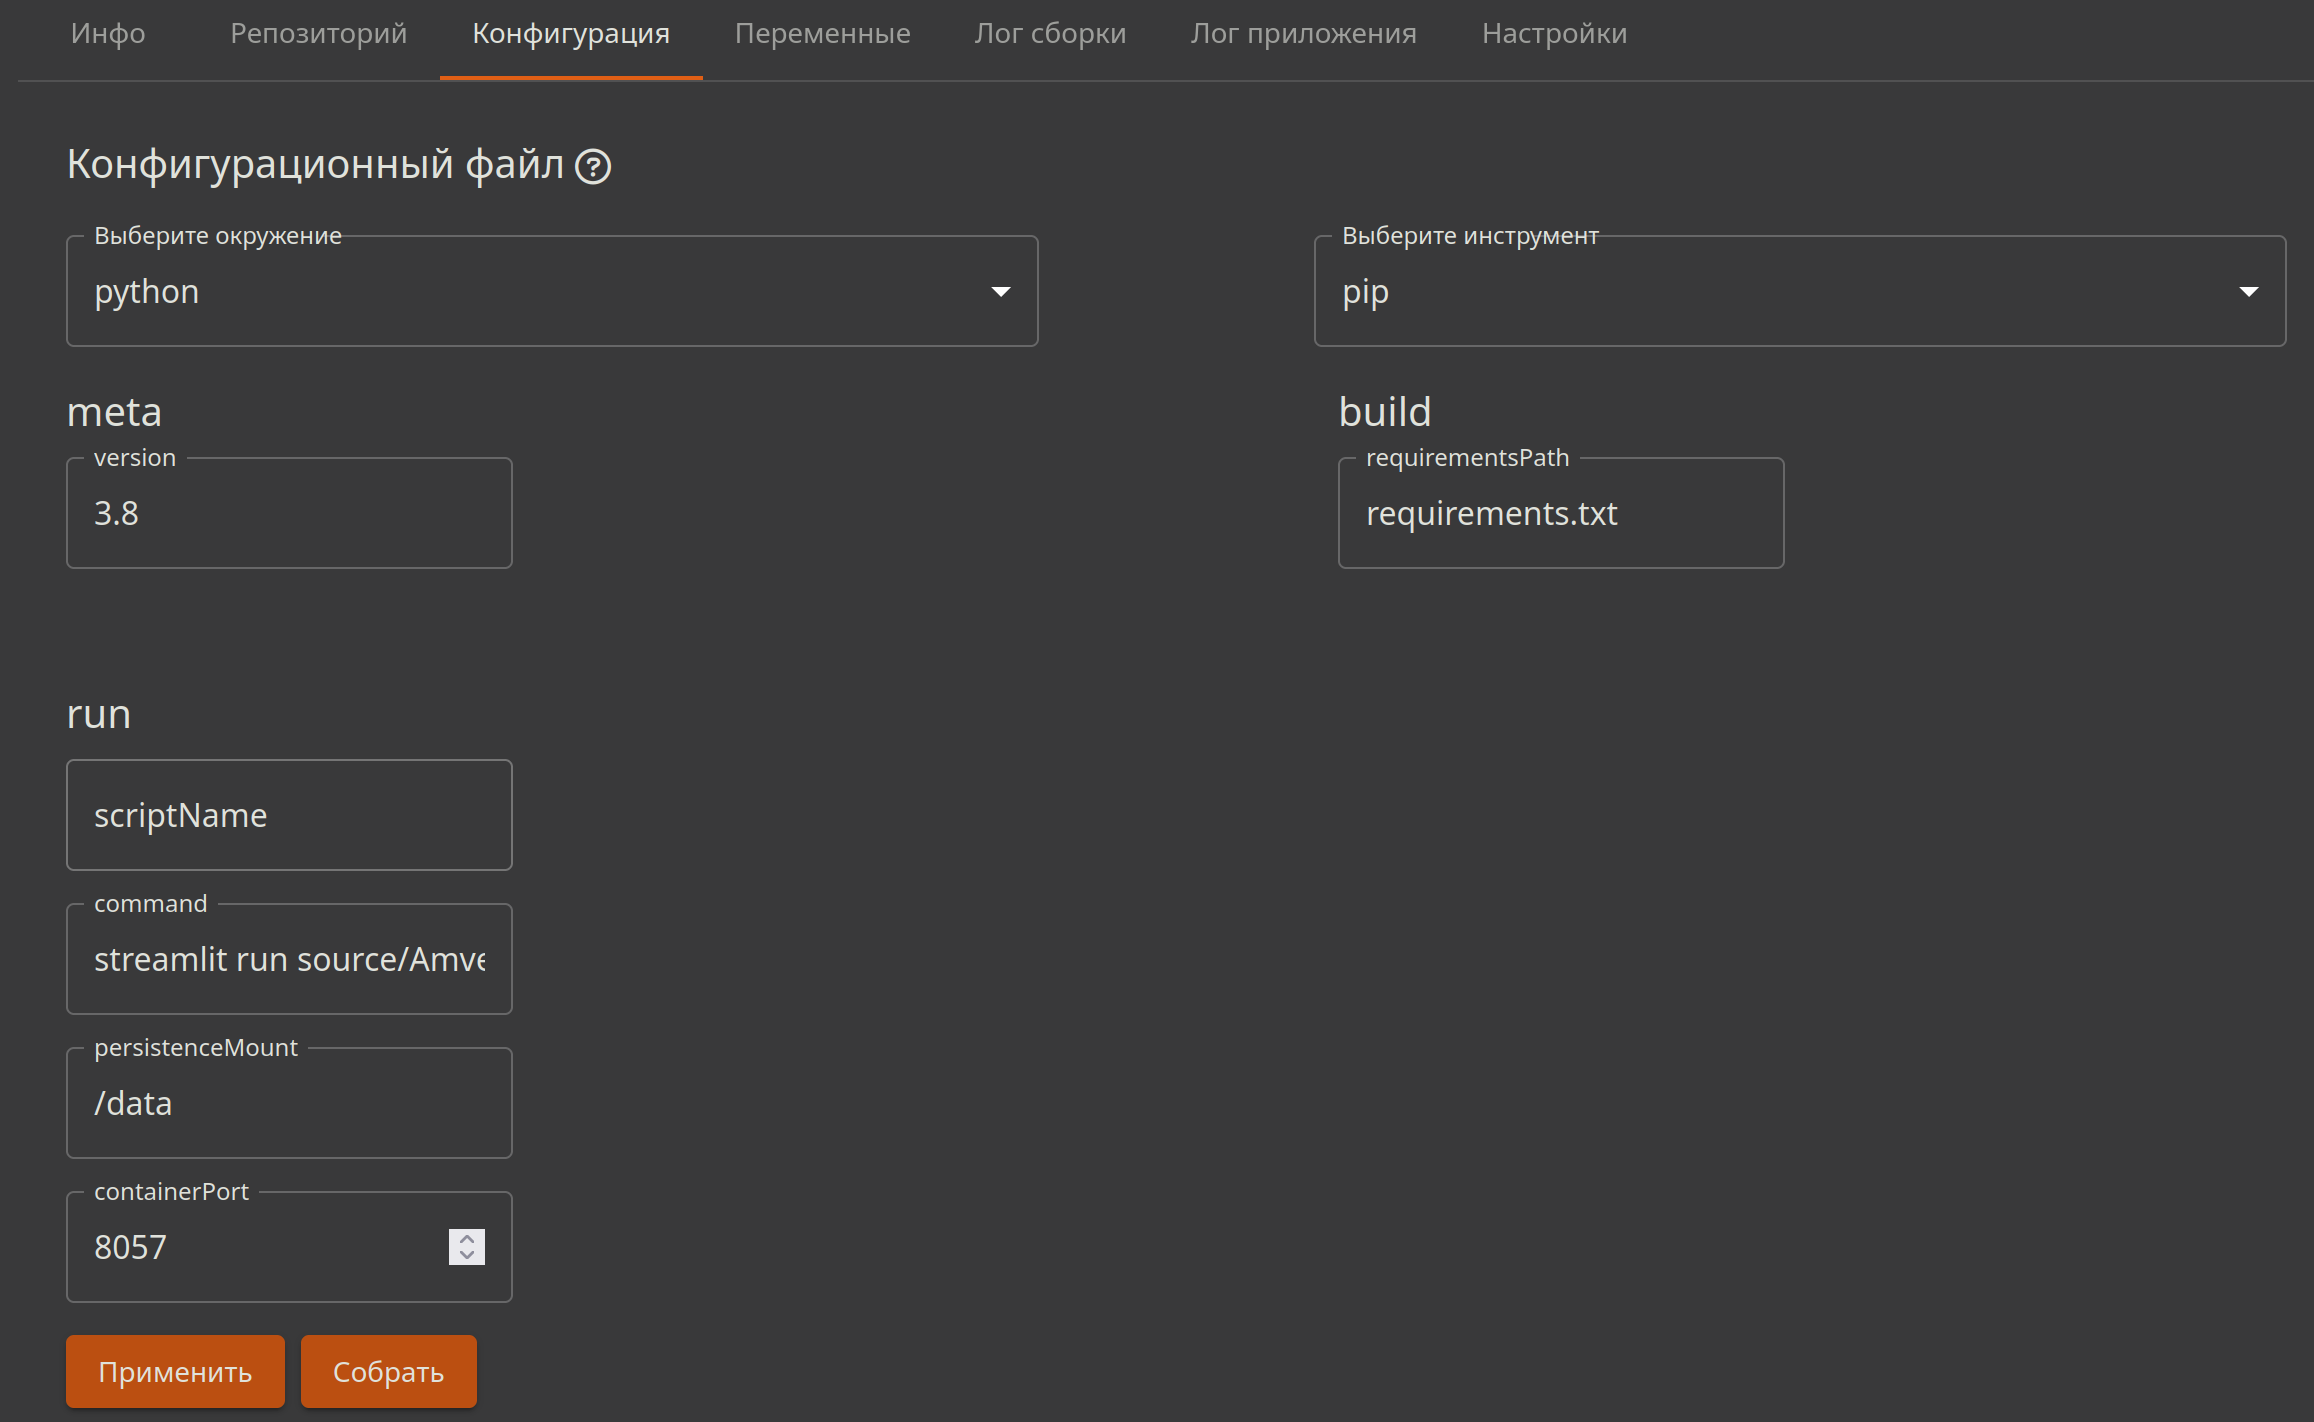 Инфо Репозиторий Конфигурация Переменные Лог сборки Лог приложения Настройки
Конфигурационный файл ?
Выберите окружение
python
Выберите инструмент
pip
meta
version
3.8
build
requirementsPath
requirements.txt
run
scriptName
command
streamlit run source/Amve
persistenceMount
/data
containerPort
8057
Применить Собрать